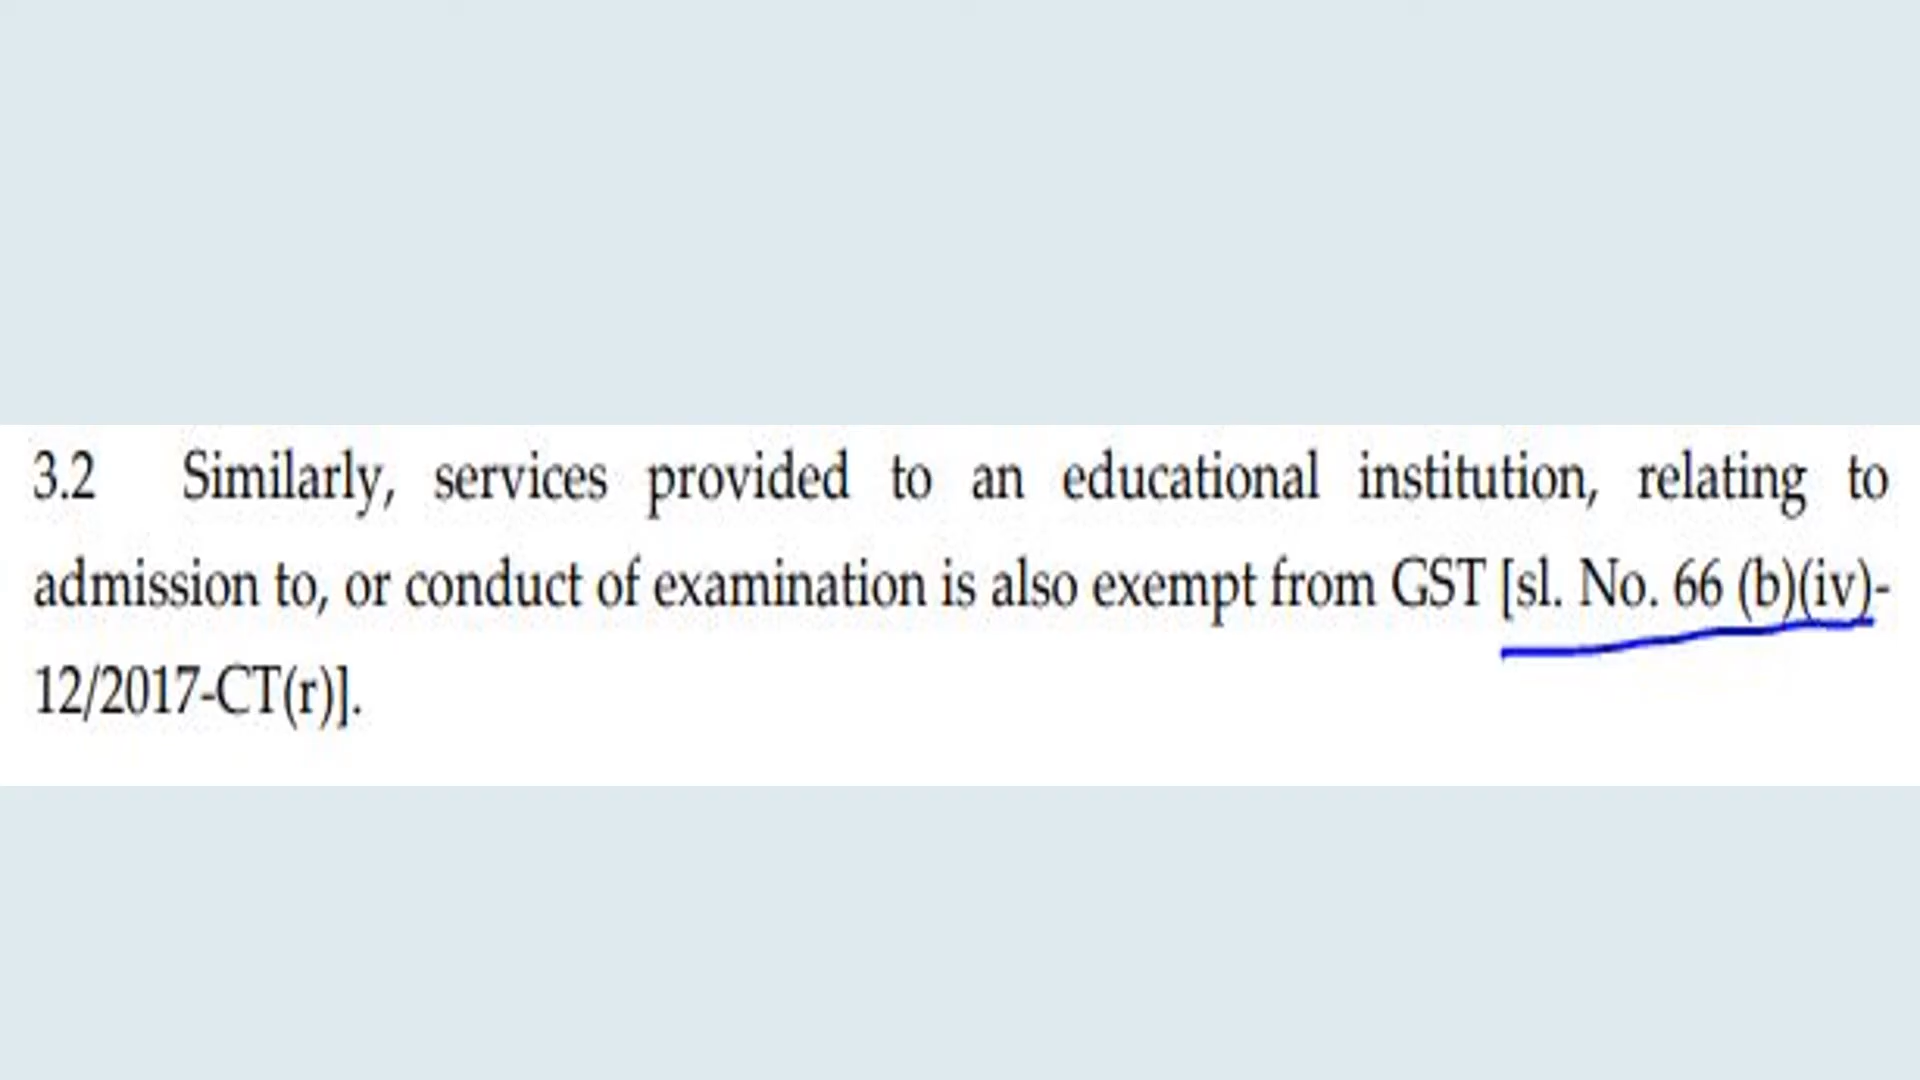 3.2 Similarly, services provided to an educational institution, relating to
admission to, or conduct of examination is also exempt from GST [sl. No. 66 (b)(iv)-
12/2017-CT(r)].